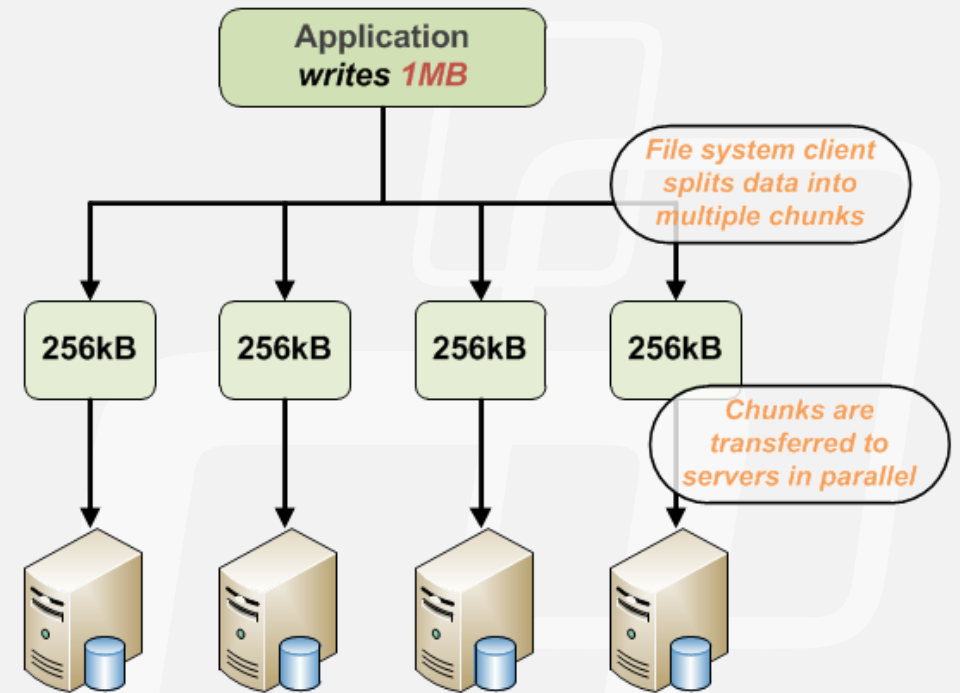 Application
writes 1MB
File system client
splits data into
multiple chunks
256kB
256kB
256kB
256kB
Chunks are
transferred to
servers in parallel